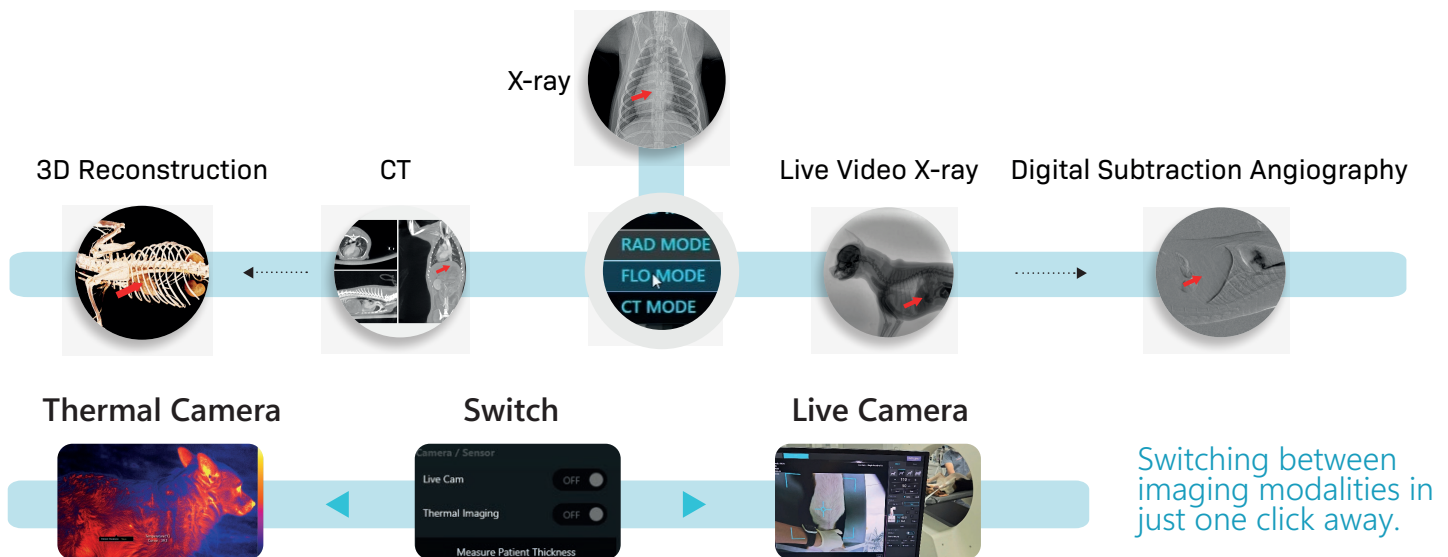 X-ray
3D Reconstruction
CT
Live Video X-ray
Digital Subtraction Angiography
RAD MODE
FLO MODE
CT MODE
Thermal Camera
Switch
Live Camera
Camera / Sensor
Live Cam
OFF
Thermal Imaging
OFF
Measure Patient Thickness
Switching between
imaging modalities in
just one click away.